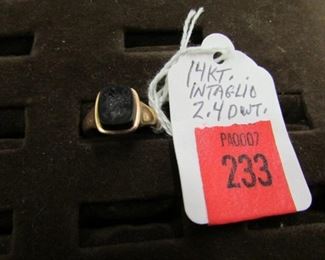 14KT.
INTAGLIO
2.4 DWT.
PA0007
233